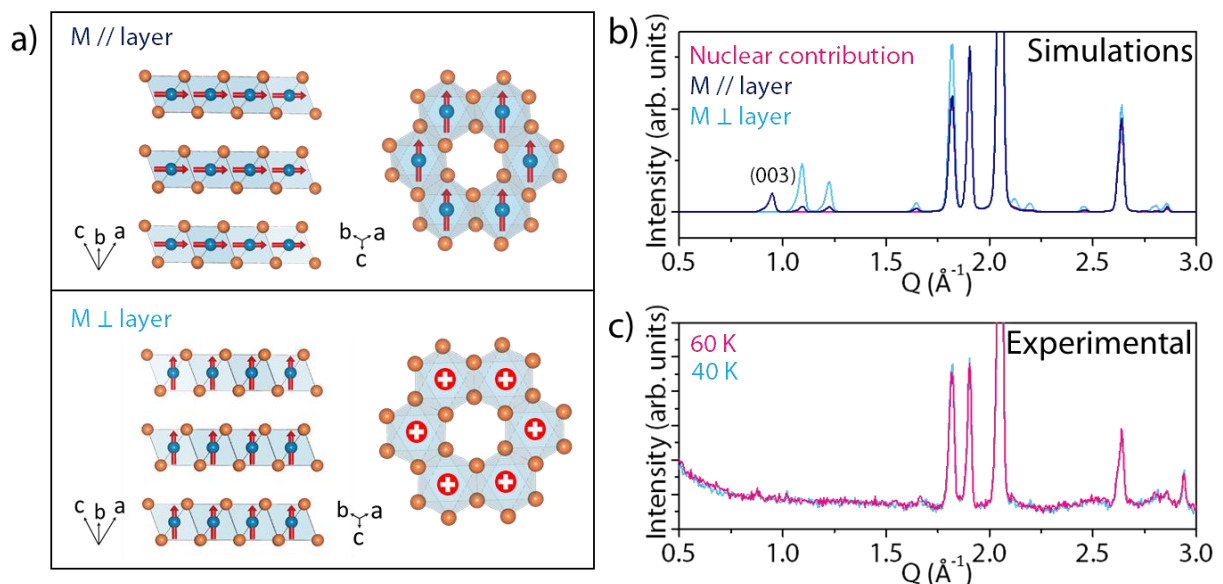 a)
M // layer
c b a
b a
c
M ⊥ layer
c b a
b a
c
b)
Simulations
Nuclear contribution
M // layer
M ⊥ layer
(003)
Intensity (arb. units)
0.5 1.0 1.5 2.0 2.5 3.0
Q (Å⁻¹)
c)
Experimental
60 K
40 K
Intensity (arb. units)
0.5 1.0 1.5 2.0 2.5 3.0
Q (Å⁻¹)